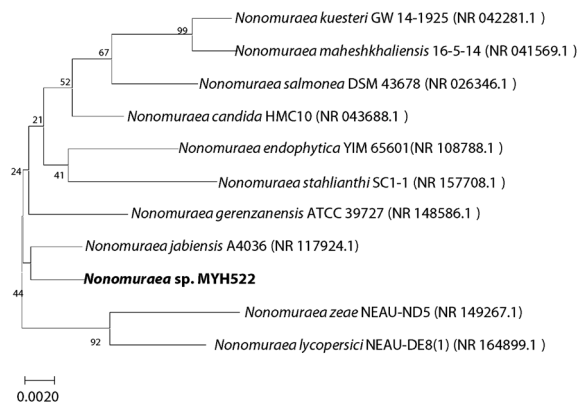 99
Nonomuraea kuesteri GW 14-1925 (NR 042281.1 )
67
Nonomuraea maheshkhaliensis 16-5-14 (NR 041569.1 )
52
Nonomuraea salmonea DSM 43678 (NR 026346.1 )
21
Nonomuraea candida HMC10 (NR 043688.1 )
Nonomuraea endophytica YIM 65601(NR 108788.1 )
24
41
Nonomuraea stahlianthi SC1-1 (NR 157708.1 )
Nonomuraea gerenzanensis ATCC 39727 (NR 148586.1 )
Nonomuraea jabiensis A4036 (NR 117924.1)
Nonomuraea sp. MYH522
44
Nonomuraea zeae NEAU-ND5 (NR 149267.1)
92
Nonomuraea lycopersici NEAU-DE8(1) (NR 164899.1 )
0.0020